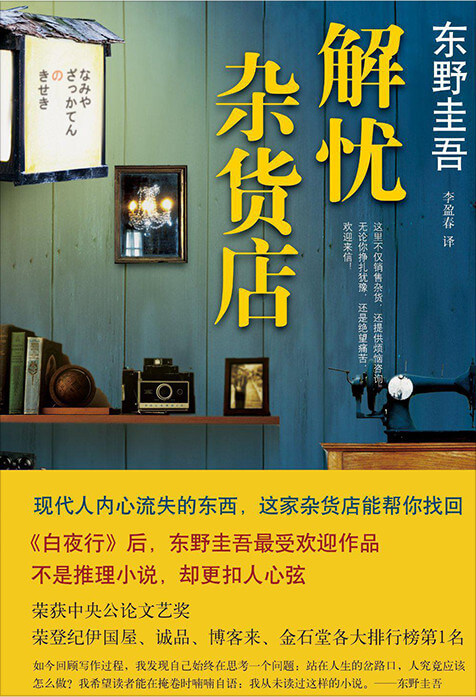 东野圭吾
李盈春 译
解忧
杂货店
なみや
ざっかてん
の
きせき
这里不仅销售杂货，还提供烦恼咨询。
无论你挣扎犹豫，还是绝望痛苦，
欢迎来信！
现代人内心流失的东西，这家杂货店能帮你找回
《白夜行》后，东野圭吾最受欢迎作品
不是推理小说，却更扣人心弦
荣获中央公论文艺奖
荣登纪伊国屋、诚品、博客来、金石堂各大排行榜第1名
如今回顾写作过程，我发现自己始终在思考一个问题：站在人生的岔路口，人究竟应该
怎么做？我希望读者能在掩卷时喃喃自语：我从未读过这样的小说。——东野圭吾